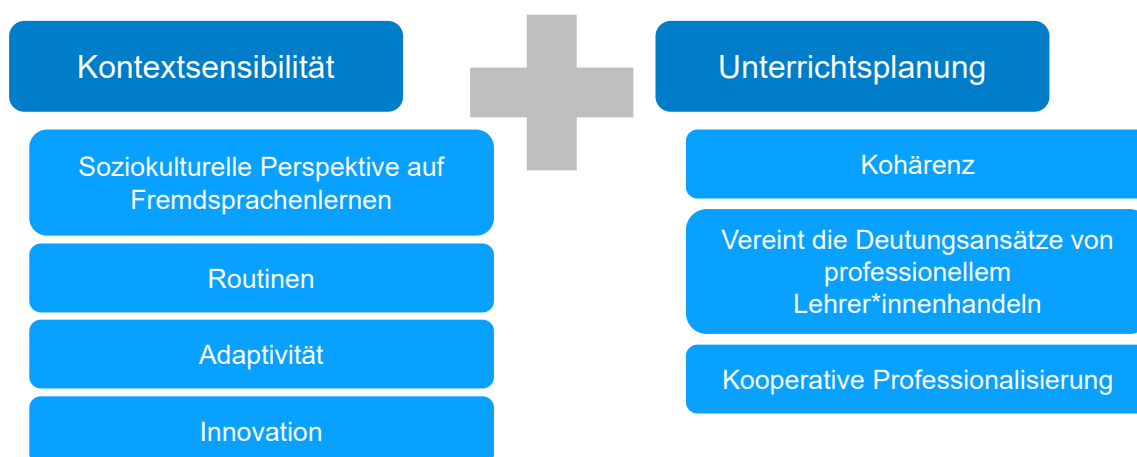 Kontextsensibilität
Soziokulturelle Perspektive auf
Fremdsprachenlernen
Routinen
Adaptivität
Innovation
Unterrichtsplanung
Kohärenz
Vereint die Deutungsansätze von
professionellem
Lehrer*innenhandeln
Kooperative Professionalisierung